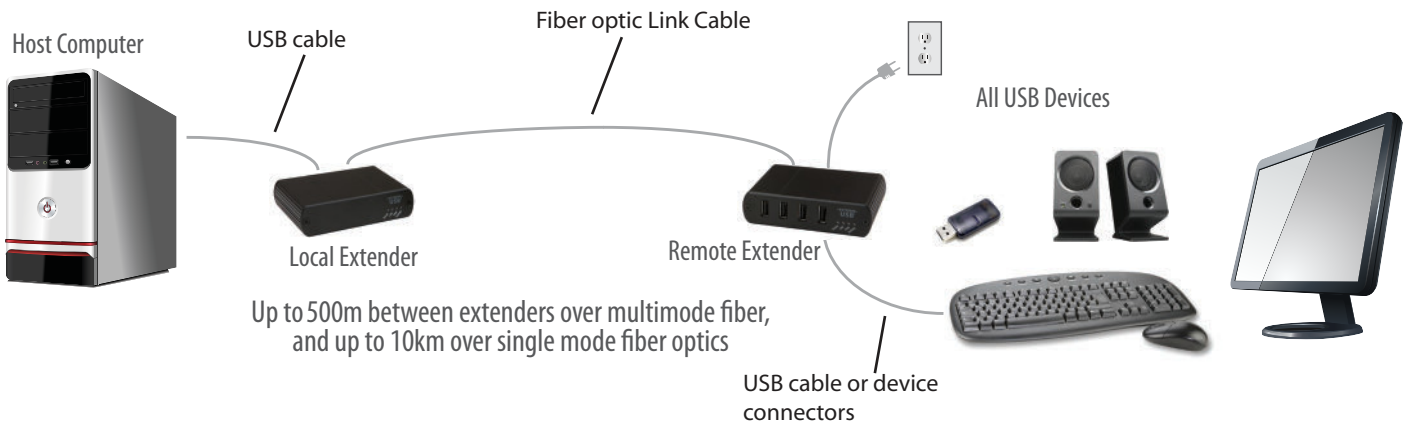 Fiber optic Link Cable
Host Computer
USB cable
All USB Devices
Local Extender
Remote Extender
Up to 500m between extenders over multimode fiber,
and up to 10km over single mode fiber optics
USB cable or device
connectors